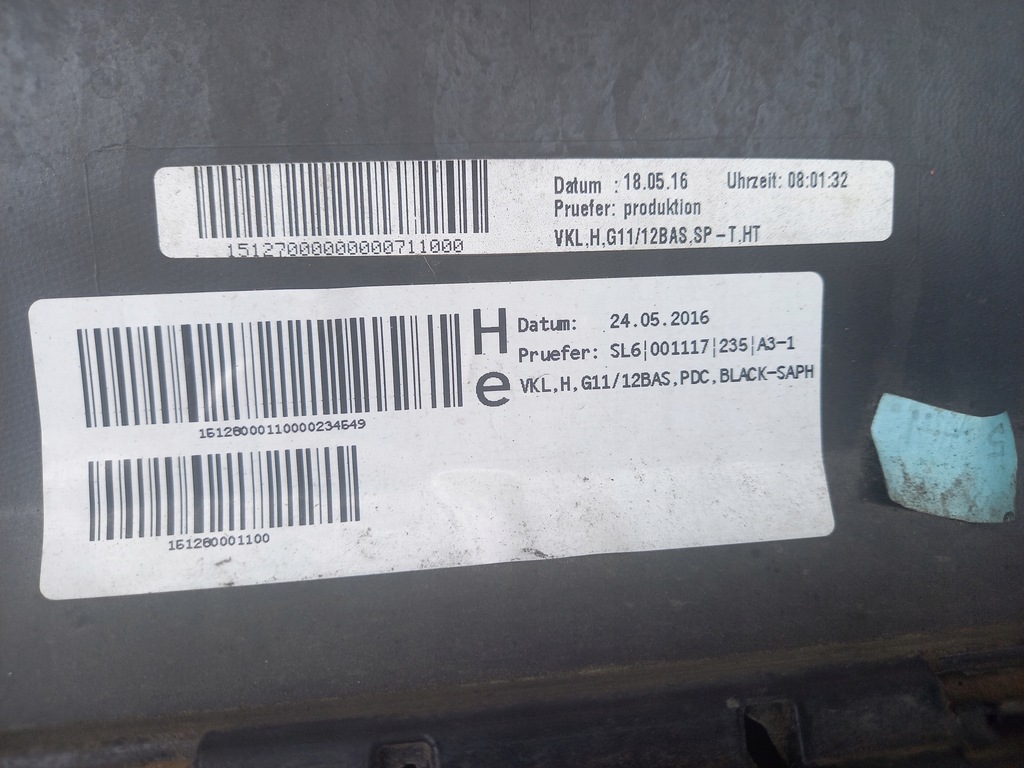 Datum : 18.05.16 Uhrzeit: 08:01:32
Pruefer: produktion
VKL,H,G11/12BAS,SP-T,HT
151270000000000711000
H Datum: 24.05.2016
Pruefer: SL6|001117|235|A3-1
e VKL,H,G11/12BAS,PDC,BLACK-SAPH
15126000110000234549
151260001100